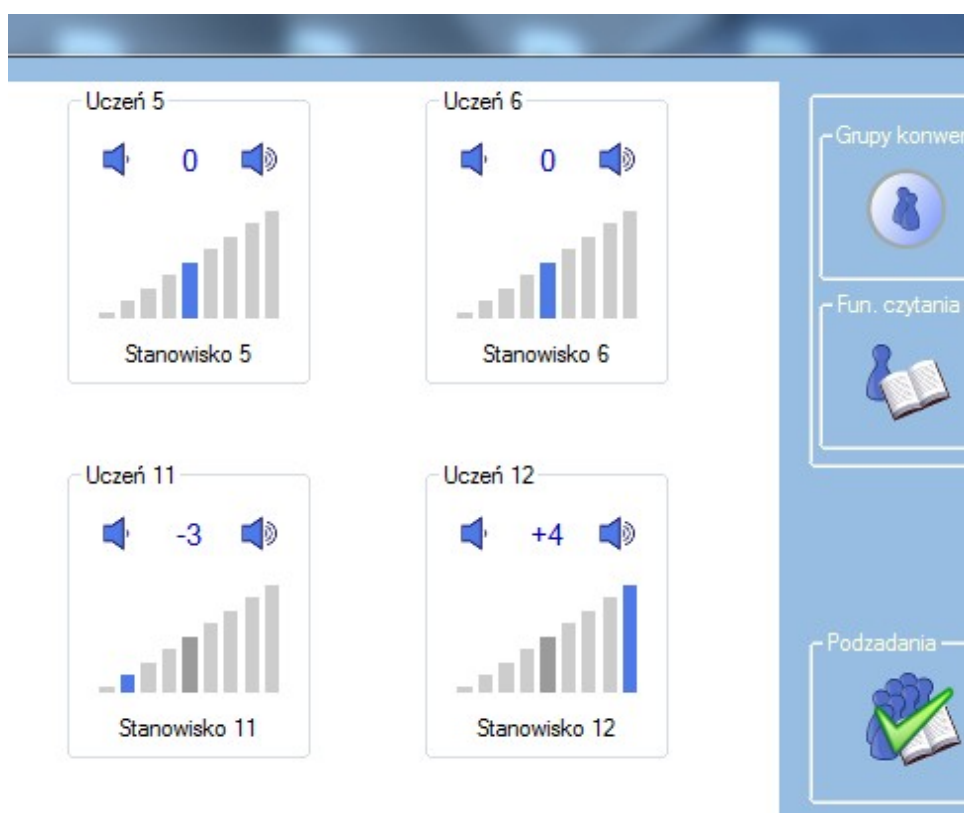 Uczeń 5
0
Stanowisko 5
Uczeń 6
0
Stanowisko 6
Uczeń 11
-3
Stanowisko 11
Uczeń 12
+4
Stanowisko 12
Grupy konwer
Fun. czytania
Podzadania